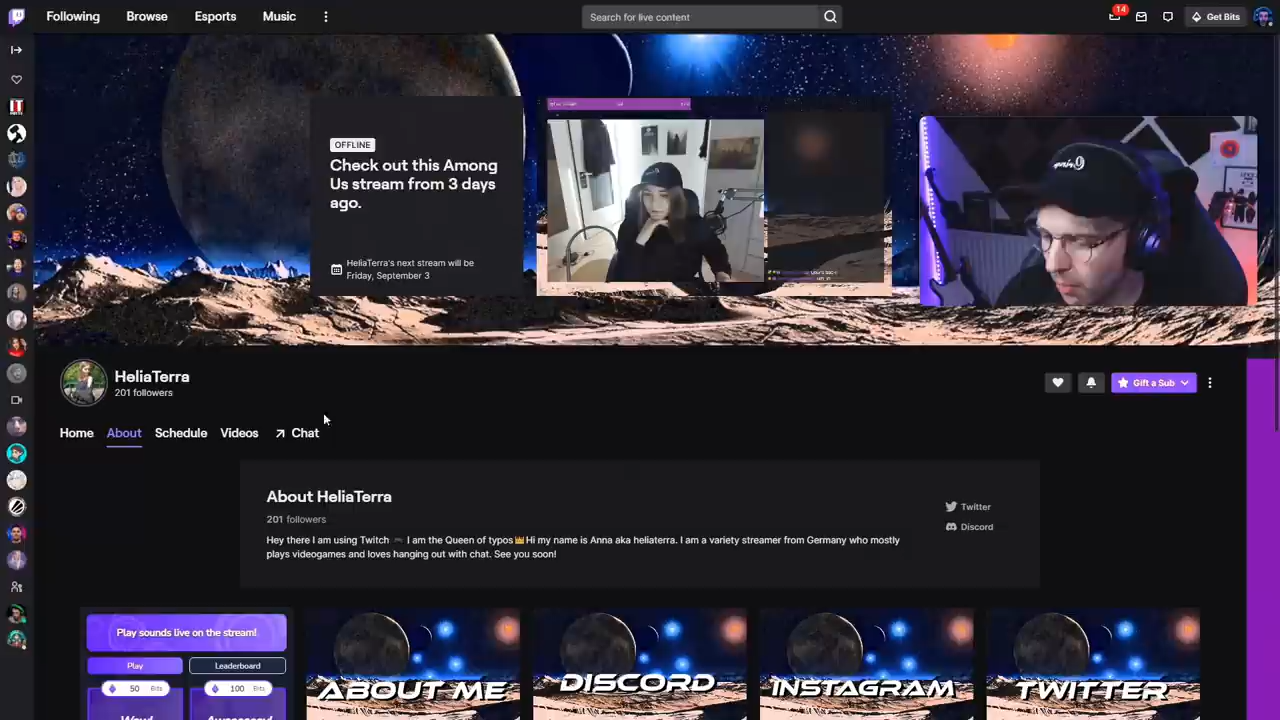 Following
Browse
Esports
Music
Search for live content
14
Get Bits
OFFLINE
Check out this Among
Us stream from 3 days
ago.
HeliaTerra's next stream will be
Friday, September 3
HeliaTerra
201 followers
Gift a Sub
Home
About
Schedule
Videos
Chat
About HeliaTerra
201 followers
Hey there I am using Twitch 🎮 I am the Queen of typos👑Hi my name is Anna aka heliaterra. I am a variety streamer from Germany who mostly
plays videogames and loves hanging out with chat. See you soon!
Twitter
Discord
Play sounds live on the stream!
Play
Leaderboard
50 Bits
100 Bits
ABOUT ME
DISCORD
INSTAGRAM
TWITTER